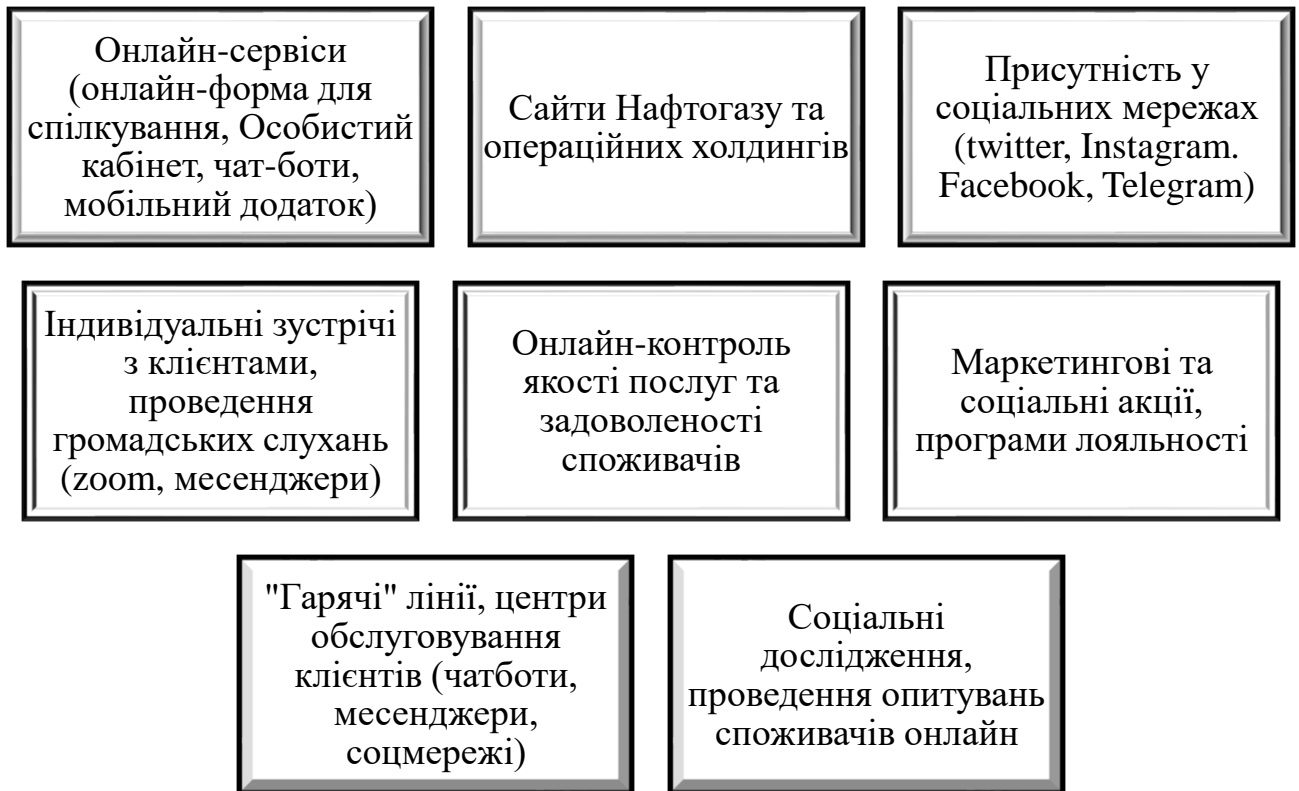 Онлайн-сервіси
(онлайн-форма для
спілкування, Особистий
кабінет, чат-боти,
мобільний додаток)
Сайти Нафтогазу та
операційних холдингів
Присутність у
соціальних мережах
(twitter, Instagram.
Facebook, Telegram)
Індивідуальні зустрічі
з клієнтами,
проведення
громадських слухань
(zoom, месенджери)
Онлайн-контроль
якості послуг та
задоволеності
споживачів
Маркетингові та
соціальні акції,
програми лояльності
"Гарячі" лінії, центри
обслуговування
клієнтів (чатботи,
месенджери,
соцмережі)
Соціальні
дослідження,
проведення опитувань
споживачів онлайн